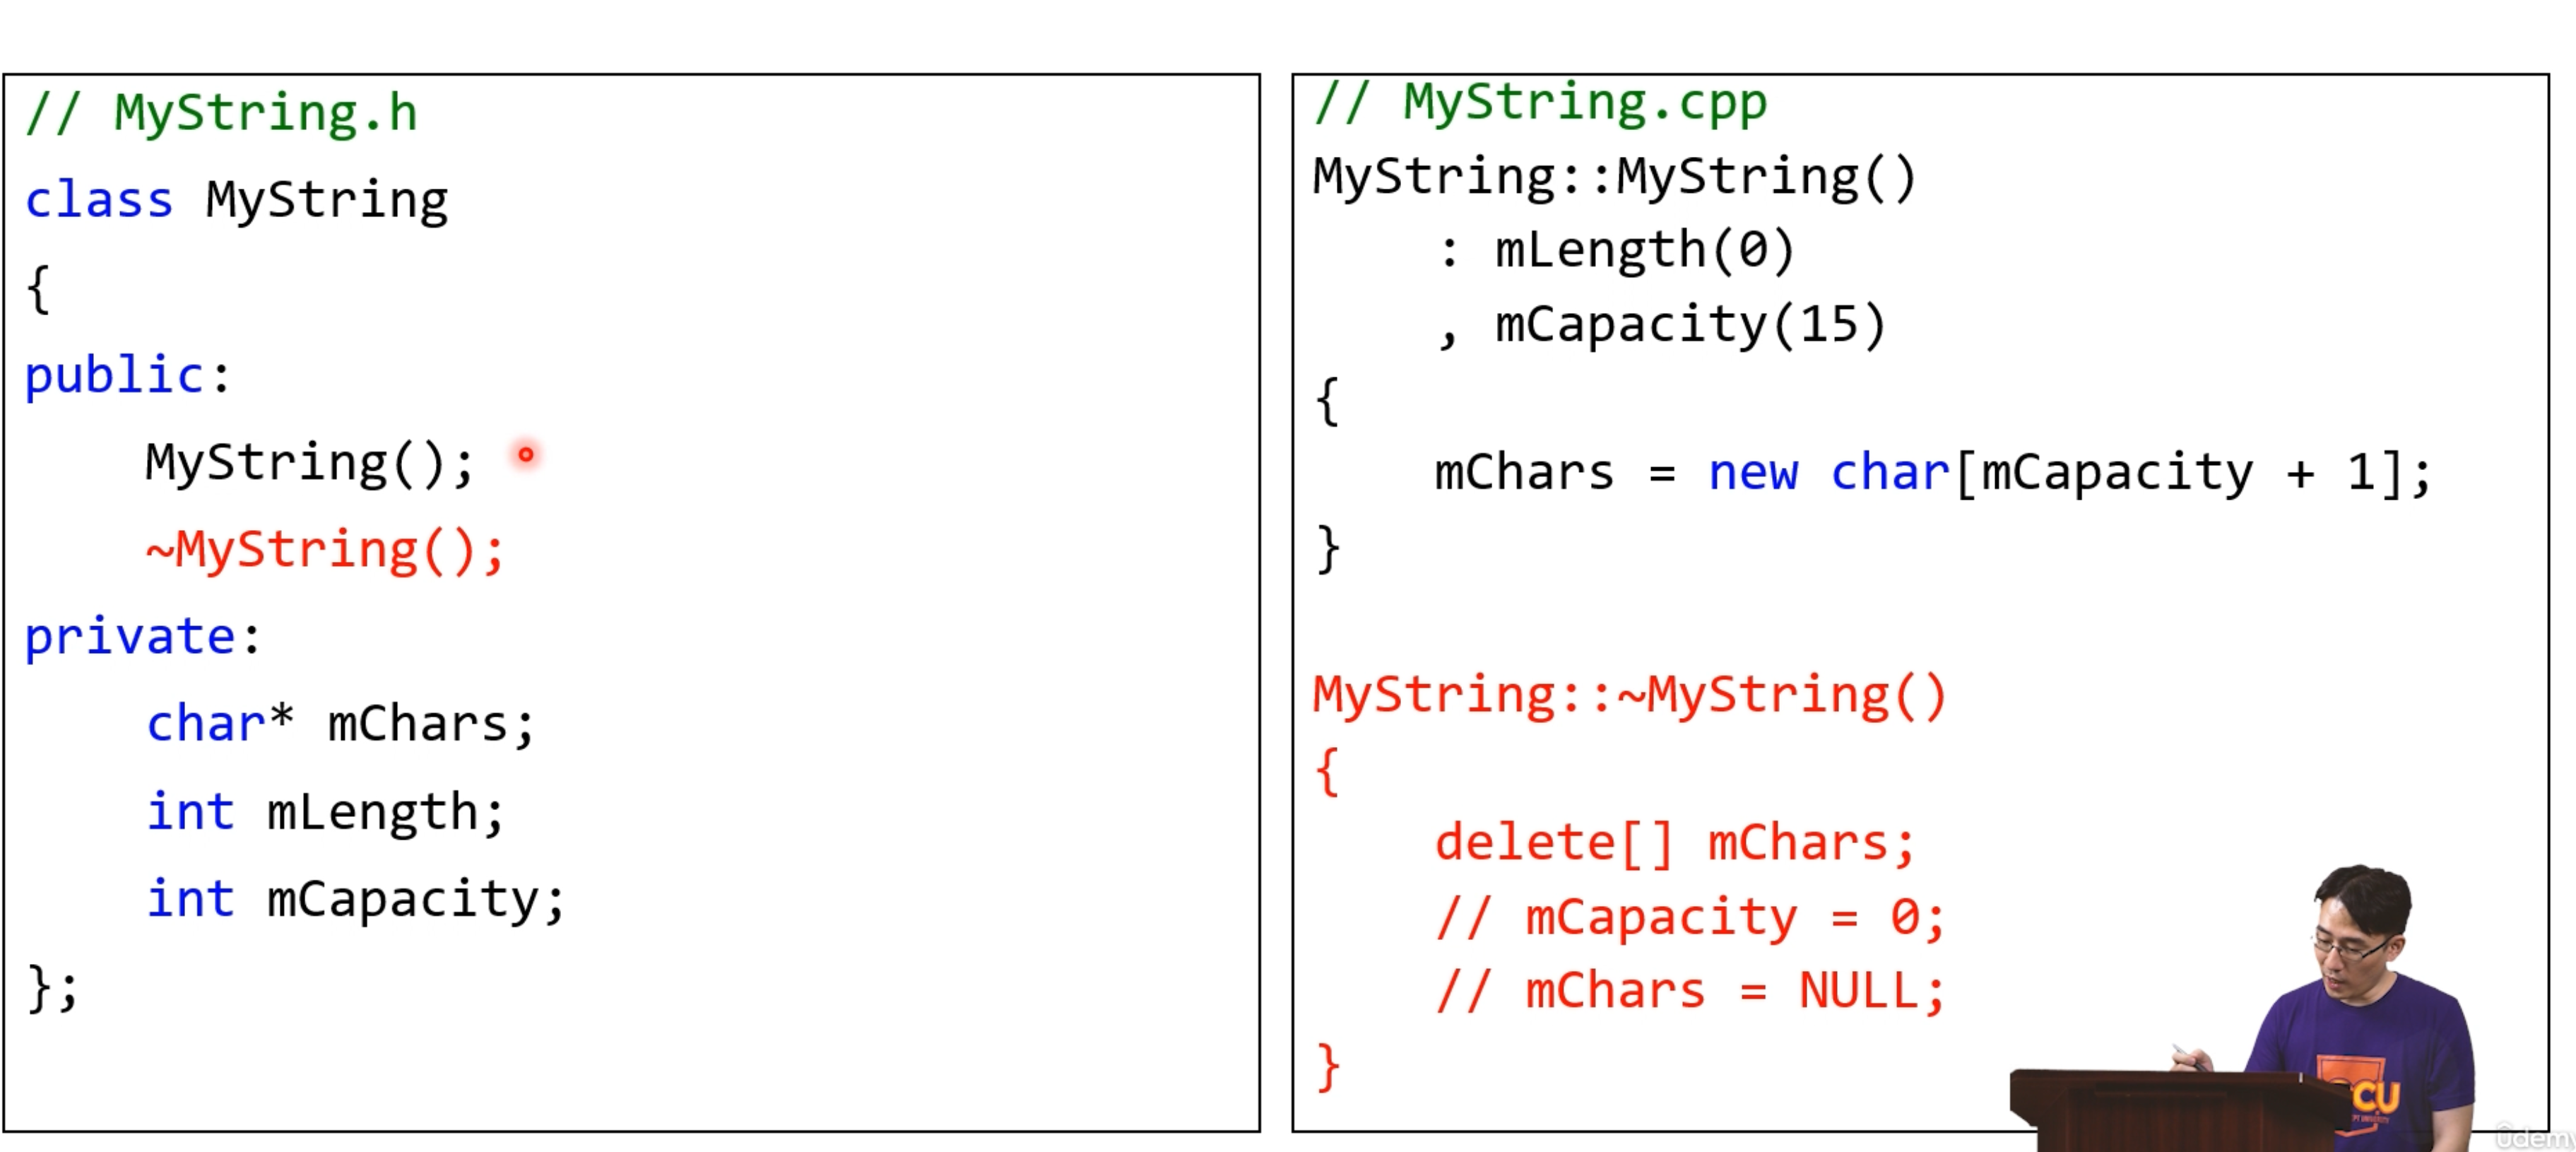 // MyString.h
class MyString
{
public:
    MyString();
    ~MyString();
private:
    char* mChars;
    int mLength;
    int mCapacity;
};
// MyString.cpp
MyString::MyString()
    : mLength(0)
    , mCapacity(15)
{
    mChars = new char[mCapacity + 1];
}
MyString::~MyString()
{
    delete[] mChars;
    // mCapacity = 0;
    // mChars = NULL;
}
CU
ûdemy